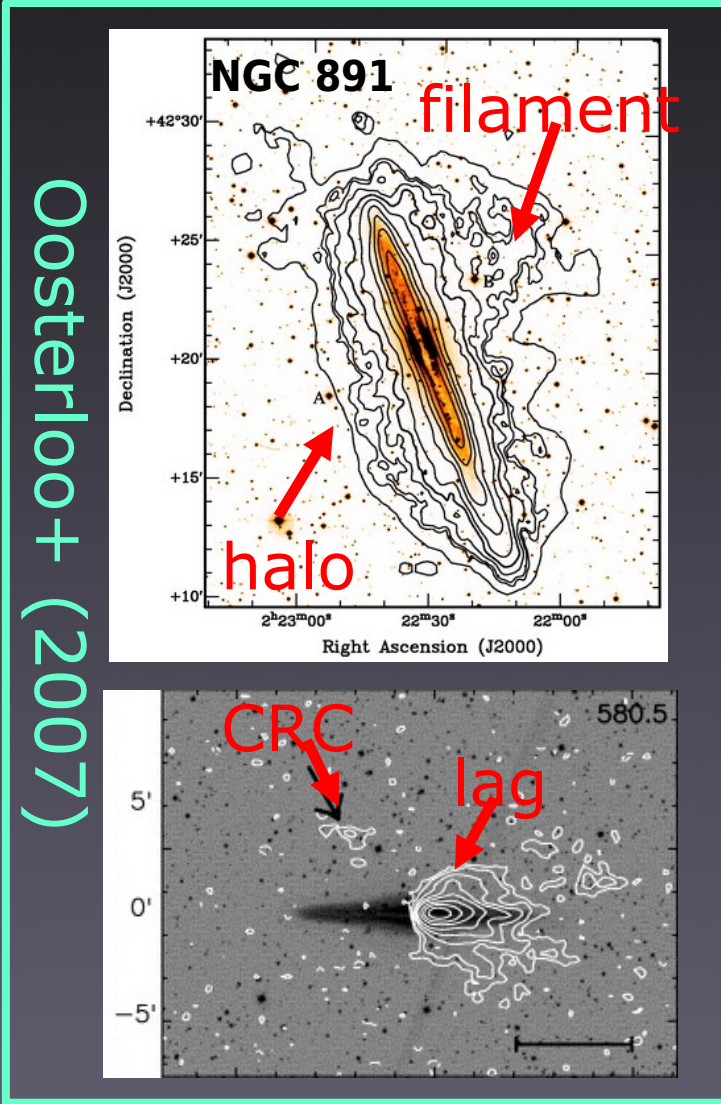 Oosterloo+ (2007)
NGC 891
filament
+42°30′
+25′
+20′
+15′
+10′
Declination (J2000)
A
B
halo
2ʰ23ᵐ00ˢ
22ᵐ30ˢ
22ᵐ00ˢ
Right Ascension (J2000)
580.5
CRC
lag
5'
0'
−5'